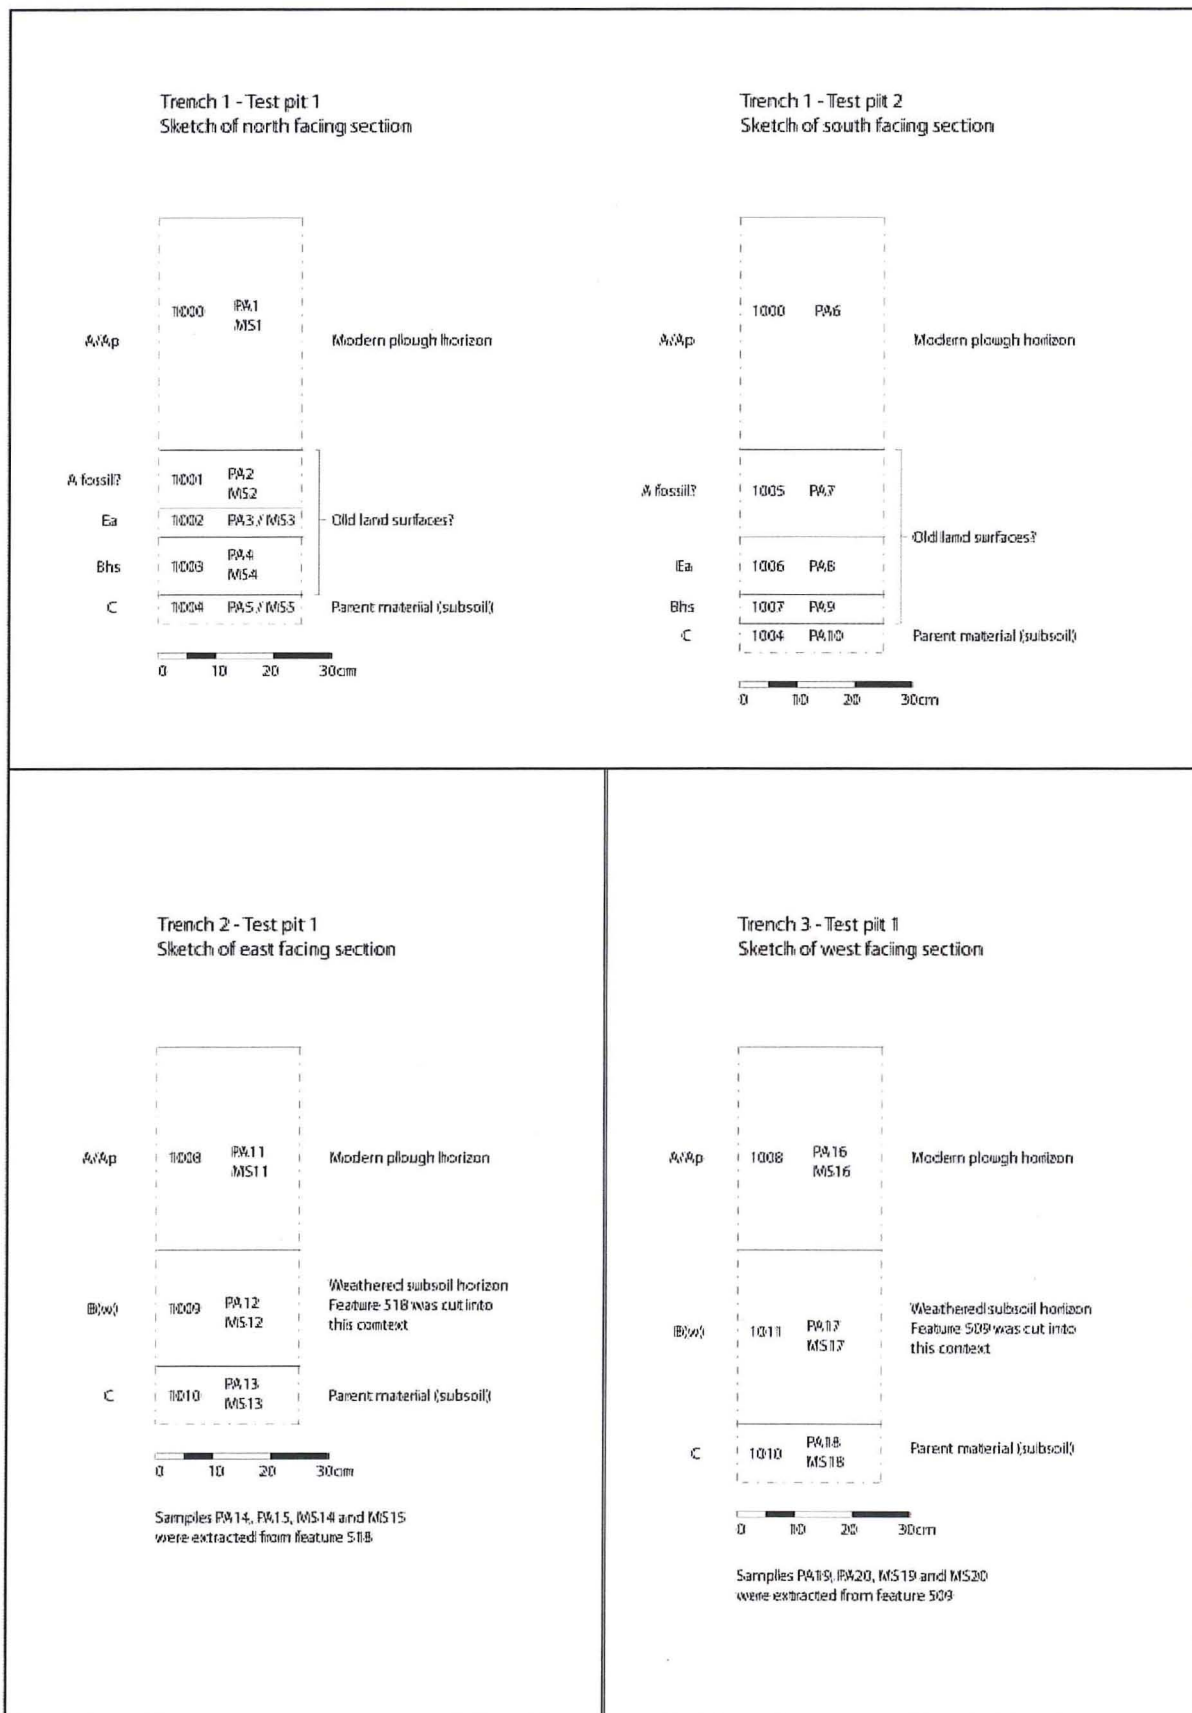 Trench 1 - Test pit 1
Sketch of north facing section
A/Ap
1000
PA1
MS1
Modern plough horizon
A fossil?
1001
PA2
MS2
Ea
1002
PA3 / MS3
Old land surfaces?
Bhs
1003
PA4
MS4
C
1004
PA5 / MS5
Parent material (subsoil)
0 10 20 30cm
Trench 1 - Test pit 2
Sketch of south facing section
A/Ap
1000
PA6
Modern plough horizon
A fossil?
1005
PA7
Old land surfaces?
Ea
1006
PA8
Bhs
1007
PA9
C
1004
PA10
Parent material (subsoil)
0 10 20 30cm
Trench 2 - Test pit 1
Sketch of east facing section
A/Ap
1008
PA11
MS11
Modern plough horizon
B(w)
1009
PA12
MS12
Weathered subsoil horizon
Feature 518 was cut into
this context
C
1010
PA13
MS13
Parent material (subsoil)
0 10 20 30cm
Samples PA14, PA15, MS14 and MS15
were extracted from feature 518
Trench 3 - Test pit 1
Sketch of west facing section
A/Ap
1008
PA16
MS16
Modern plough horizon
B(w)
1011
PA17
MS17
Weathered subsoil horizon
Feature 509 was cut into
this context
C
1010
PA18
MS18
Parent material (subsoil)
0 10 20 30cm
Samples PA19, PA20, MS19 and MS20
were extracted from feature 509